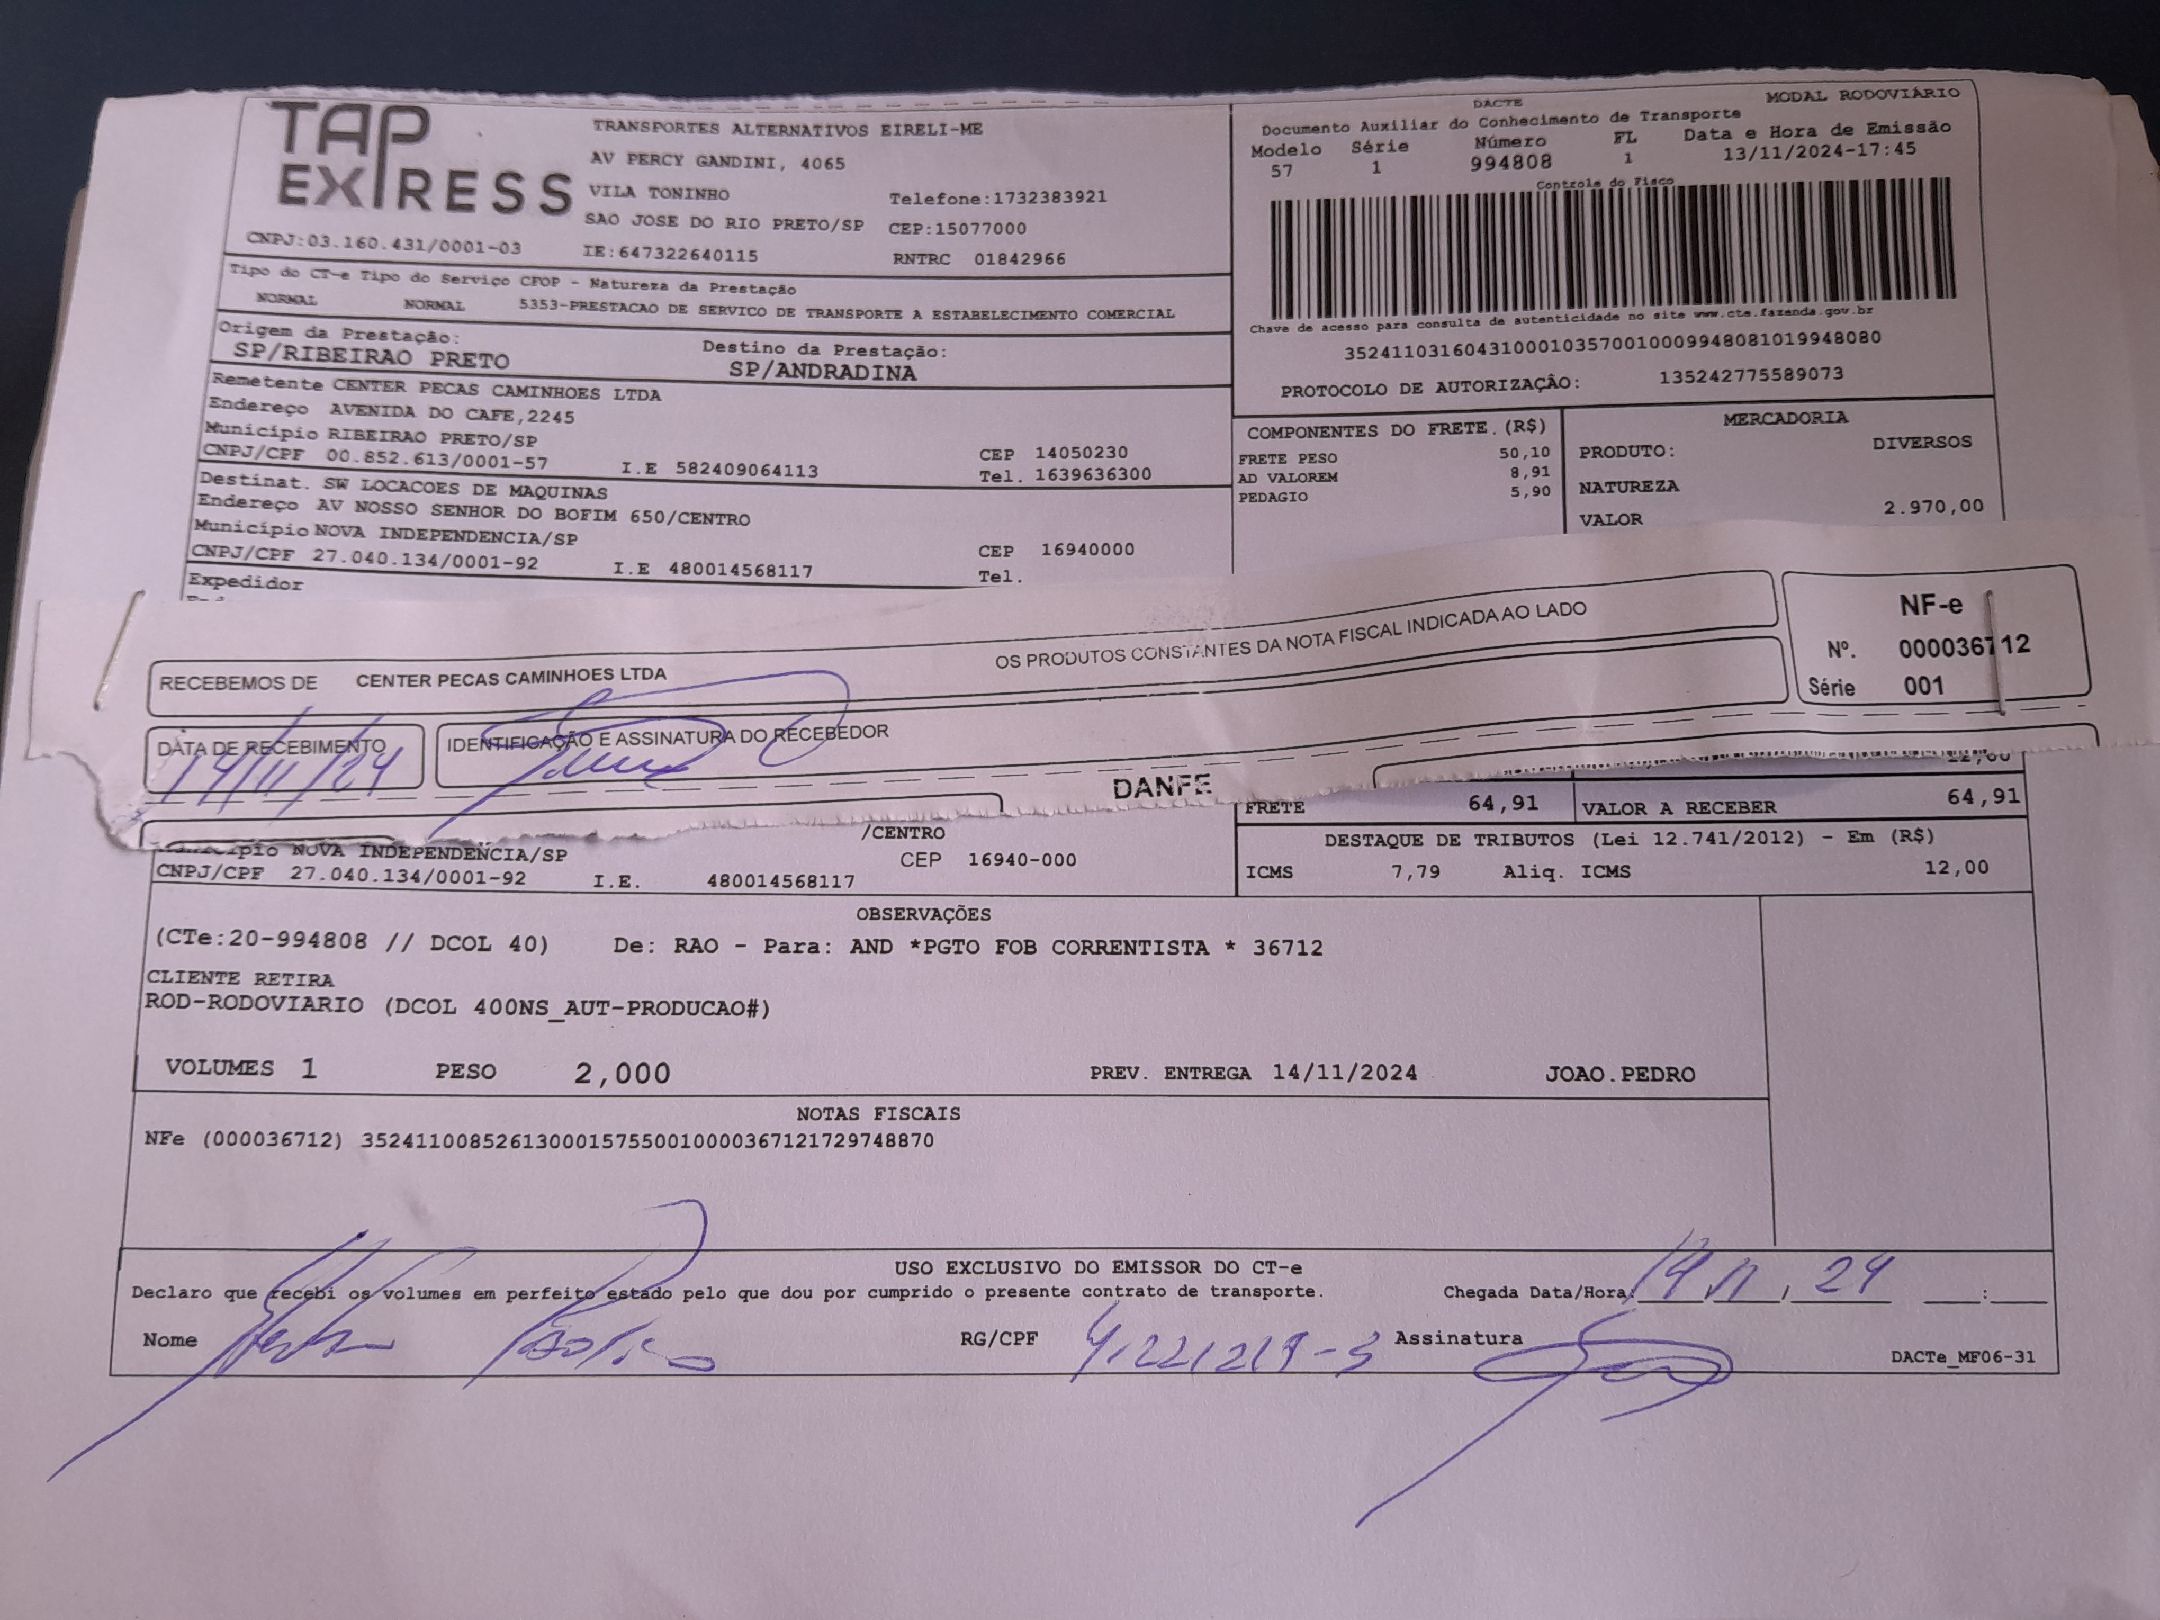 TAP EXPRESS
TRANSPORTES ALTERNATIVOS EIRELI-ME
AV PERCY GANDINI, 4065
VILA TONINHO Telefone:1732383921
SAO JOSE DO RIO PRETO/SP CEP:15077000
CNPJ:03.160.431/0001-03 IE:647322640115 RNTRC 01842966
DACTE MODAL RODOVIÁRIO
Documento Auxiliar do Conhecimento de Transporte
Modelo Série Número FL Data e Hora de Emissão
57 1 994808 1 13/11/2024-17:45
Controle do Fisco
Chave de acesso para consulta de autenticidade no site www.cte.fazenda.gov.br
35241103160431000103570010009948081019948080
PROTOCOLO DE AUTORIZAÇÂO: 135242775589073
Tipo do CT-e Tipo do Serviço CFOP - Natureza da Prestação
NORMAL NORMAL 5353-PRESTACAO DE SERVICO DE TRANSPORTE A ESTABELECIMENTO COMERCIAL
Origem da Prestação: Destino da Prestação:
SP/RIBEIRAO PRETO SP/ANDRADINA
Remetente CENTER PECAS CAMINHOES LTDA
Endereço AVENIDA DO CAFE,2245
Município RIBEIRAO PRETO/SP CEP 14050230
CNPJ/CPF 00.852.613/0001-57 I.E 582409064113 Tel. 1639636300
Destinat. SW LOCACOES DE MAQUINAS
Endereço AV NOSSO SENHOR DO BOFIM 650/CENTRO
Município NOVA INDEPENDENCIA/SP CEP 16940000
CNPJ/CPF 27.040.134/0001-92 I.E 480014568117 Tel.
Expedidor
COMPONENTES DO FRETE.(R$)
FRETE PESO 50,10
AD VALOREM 8,91
PEDAGIO 5,90
MERCADORIA
PRODUTO: DIVERSOS
NATUREZA
VALOR 2.970,00
RECEBEMOS DE CENTER PECAS CAMINHOES LTDA OS PRODUTOS CONSTANTES DA NOTA FISCAL INDICADA AO LADO
NF-e
Nº. 000036712
Série 001
DATA DE RECEBIMENTO IDENTIFICAÇÃO E ASSINATURA DO RECEBEDOR
14/11/24
DANFE
12,00
FRETE 64,91 VALOR A RECEBER 64,91
/CENTRO
Município NOVA INDEPENDENCIA/SP CEP 16940-000
CNPJ/CPF 27.040.134/0001-92 I.E. 480014568117
DESTAQUE DE TRIBUTOS (Lei 12.741/2012) - Em (R$)
ICMS 7,79 Aliq. ICMS 12,00
OBSERVAÇÕES
(CTe:20-994808 // DCOL 40) De: RAO - Para: AND *PGTO FOB CORRENTISTA * 36712
CLIENTE RETIRA
ROD-RODOVIARIO (DCOL 400NS_AUT-PRODUCAO#)
VOLUMES 1 PESO 2,000 PREV. ENTREGA 14/11/2024 JOAO.PEDRO
NOTAS FISCAIS
NFe (000036712) 35241100852613000157550010000367121729748870
USO EXCLUSIVO DO EMISSOR DO CT-e
Declaro que recebi os volumes em perfeito estado pelo que dou por cumprido o presente contrato de transporte. Chegada Data/Hora 14/11/24 :
Nome RG/CPF Assinatura
DACTe_MF06-31